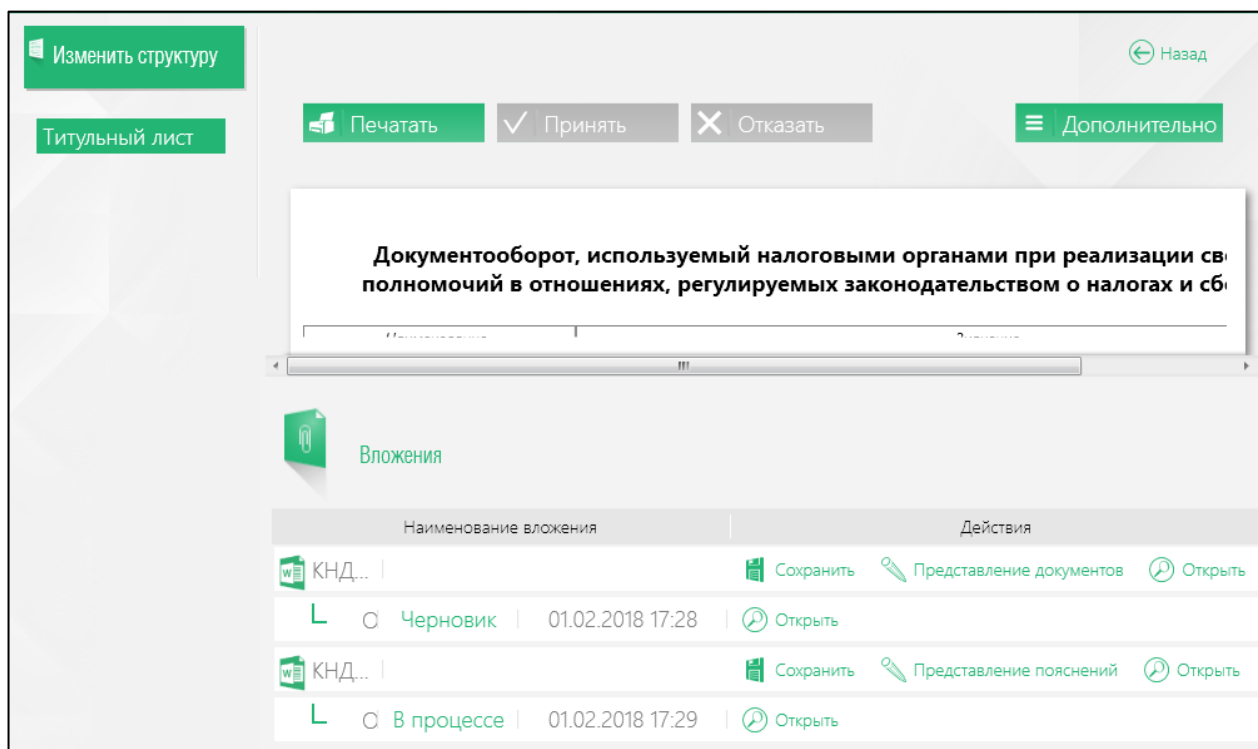 Изменить структуру
Назад
Титульный лист
Печатать Принять Отказать Дополнительно
Документооборот, используемый налоговыми органами при реализации
полномочий в отношениях, регулируемых законодательством о налогах и
Вложения
Наименование вложения Действия
КНД... Сохранить Представление документов Открыть
Черновик 01.02.2018 17:28 Открыть
КНД... Сохранить Представление пояснений Открыть
В процессе 01.02.2018 17:29 Открыть